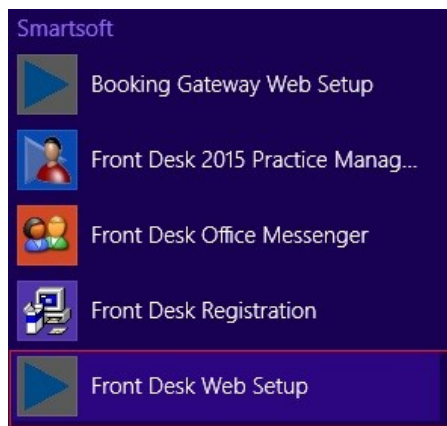 Smartsoft
Booking Gateway Web Setup
Front Desk 2015 Practice Manag...
Front Desk Office Messenger
Front Desk Registration
Front Desk Web Setup